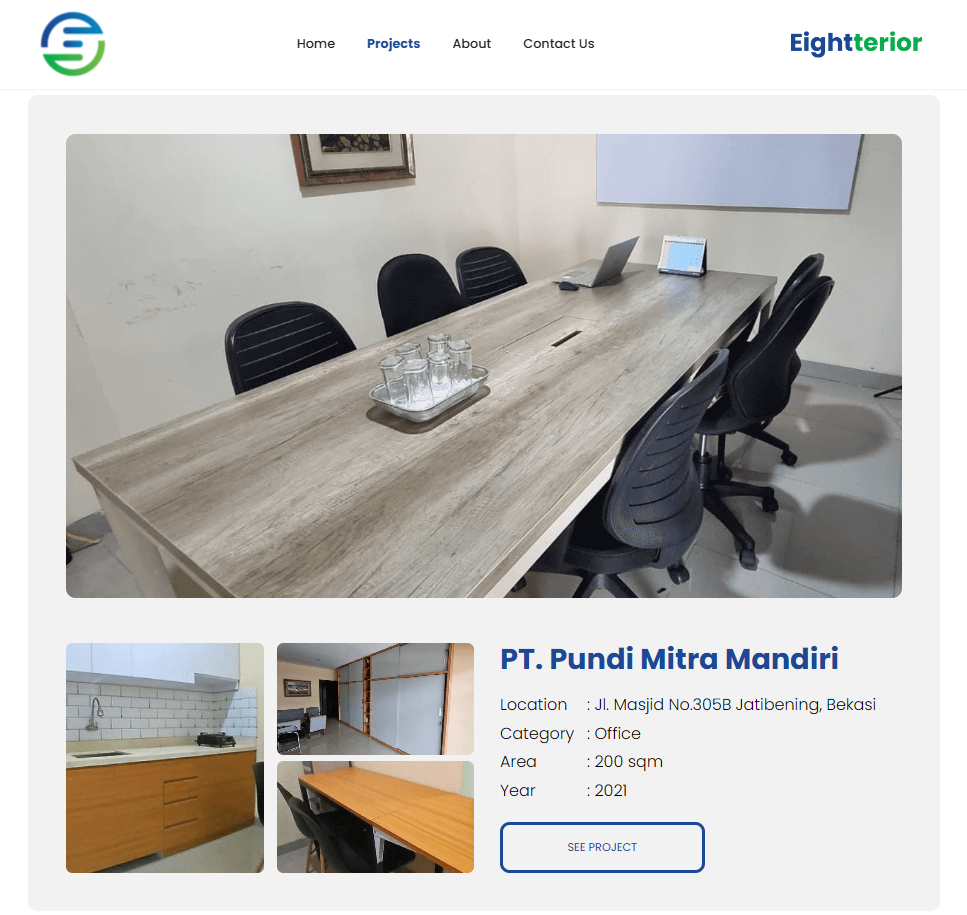 Home
Projects
About
Contact Us
Eightterior
PT. Pundi Mitra Mandiri
Location : Jl. Masjid No.305B Jatibening, Bekasi
Category : Office
Area : 200 sqm
Year : 2021
SEE PROJECT